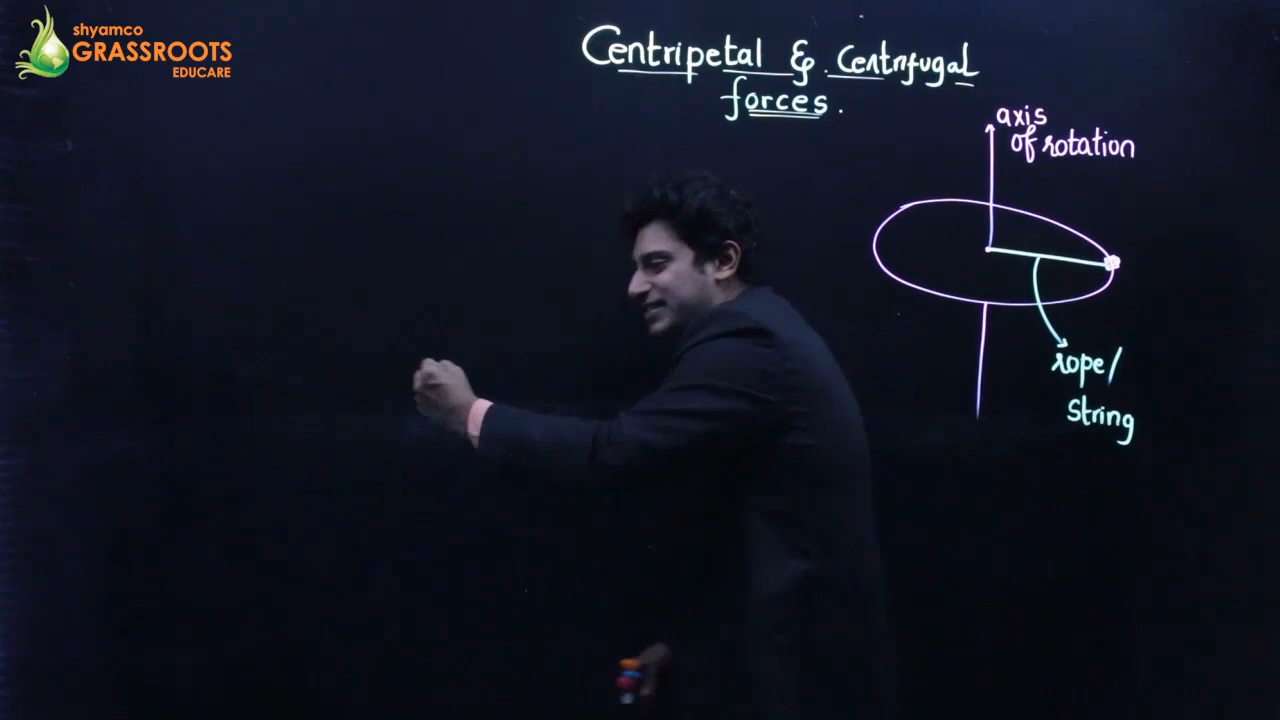 shyamco
GRASSROOTS
EDUCARE
Centripetal & Centrifugal
forces.
axis
of rotation
rope/
string